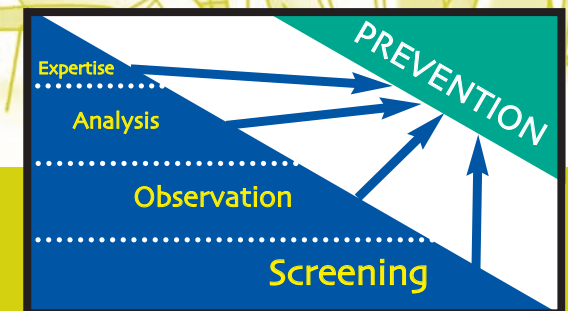 PREVENTION
Expertise
Analysis
Observation
Screening